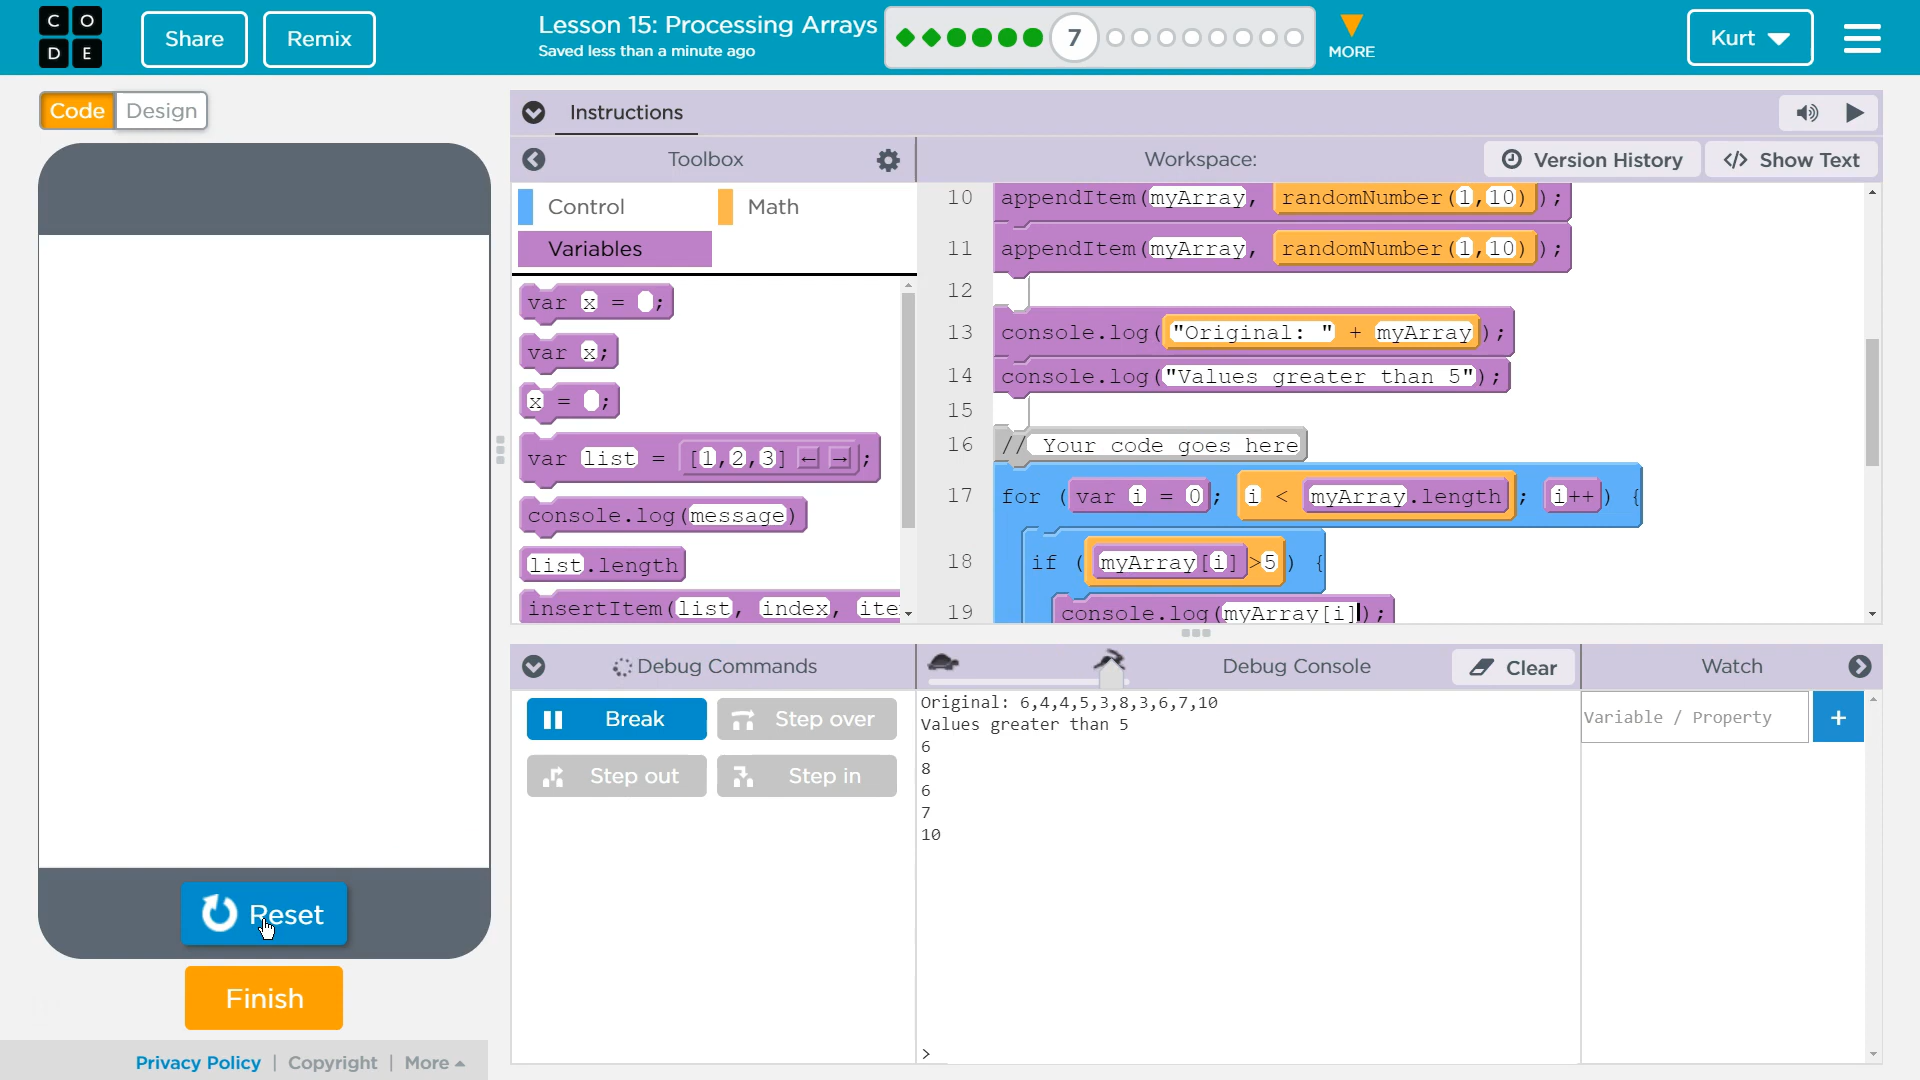 CODE
Share
Remix
Lesson 15: Processing Arrays
Saved less than a minute ago
7
MORE
Kurt
Code
Design
Instructions
Toolbox
Workspace:
Version History
</> Show Text
Control
Math
Variables
var x = ;
var x;
x = ;
var list = [1,2,3] ← → ;
console.log(message)
list.length
insertItem(list, index, ite
10 appendItem(myArray, randomNumber(1,10));
11 appendItem(myArray, randomNumber(1,10));
12
13 console.log("Original: " + myArray);
14 console.log("Values greater than 5");
15
16 // Your code goes here
17 for (var i = 0; i < myArray.length; i++) {
18 if (myArray[i]>5) {
19 console.log(myArray[i]);
Debug Commands
Debug Console
Clear
Watch
Break
Step over
Step out
Step in
Original: 6,4,4,5,3,8,3,6,7,10
Values greater than 5
6
8
6
7
10
>
Variable / Property
+
Reset
Finish
Privacy Policy | Copyright | More